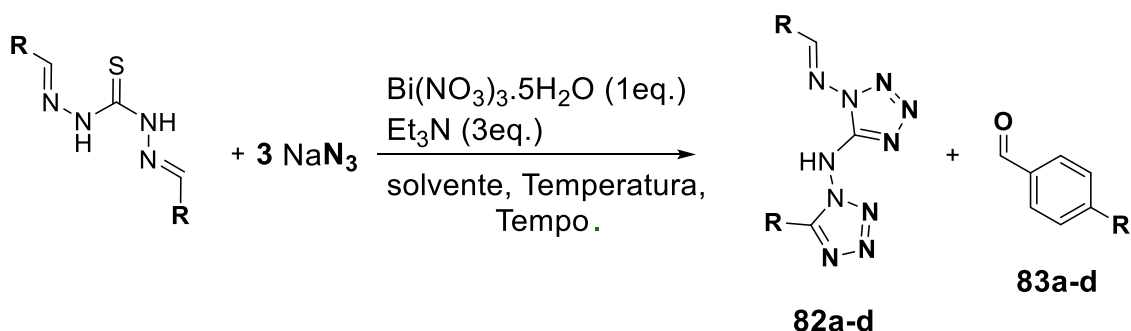 R
N
N
H
S
NH
N
R
+ 3 NaN3
Bi(NO3)3.5H2O (1eq.)
Et3N (3eq.)
solvente, Temperatura,
Tempo.
R
N
N
N
N
N
HN
N
N
N
N
R
82a-d
+
O
R
83a-d